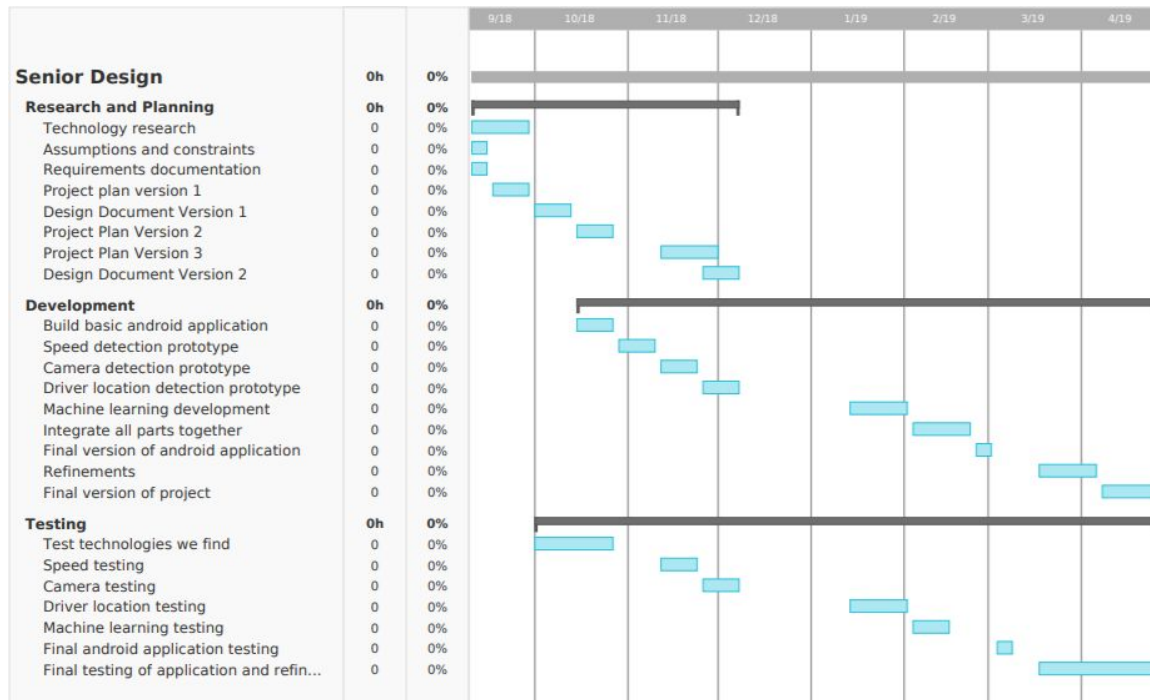 9/18 10/18 11/18 12/18 1/19 2/19 3/19 4/19
Senior Design 0h 0%
Research and Planning 0h 0%
Technology research 0 0%
Assumptions and constraints 0 0%
Requirements documentation 0 0%
Project plan version 1 0 0%
Design Document Version 1 0 0%
Project Plan Version 2 0 0%
Project Plan Version 3 0 0%
Design Document Version 2 0 0%
Development 0h 0%
Build basic android application 0 0%
Speed detection prototype 0 0%
Camera detection prototype 0 0%
Driver location detection prototype 0 0%
Machine learning development 0 0%
Integrate all parts together 0 0%
Final version of android application 0 0%
Refinements 0 0%
Final version of project 0 0%
Testing 0h 0%
Test technologies we find 0 0%
Speed testing 0 0%
Camera testing 0 0%
Driver location testing 0 0%
Machine learning testing 0 0%
Final android application testing 0 0%
Final testing of application and refin... 0 0%